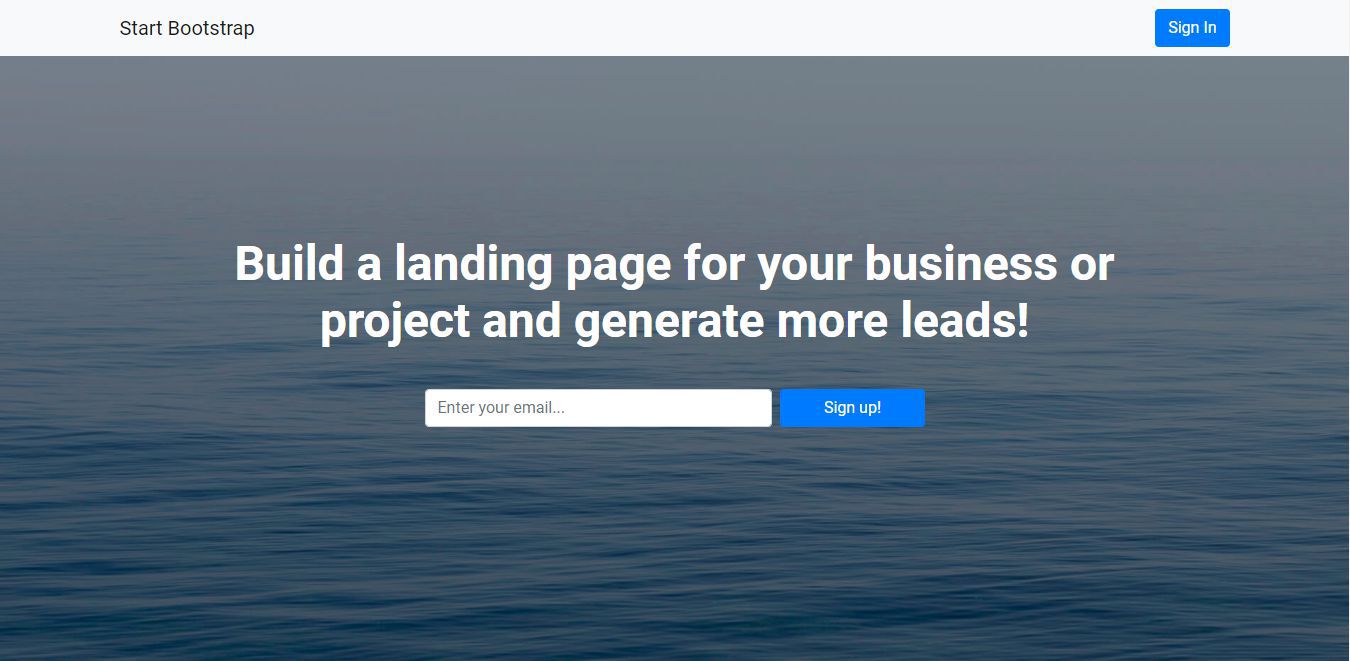 Start Bootstrap
Sign In
Build a landing page for your business or
project and generate more leads!
Enter your email...
Sign up!